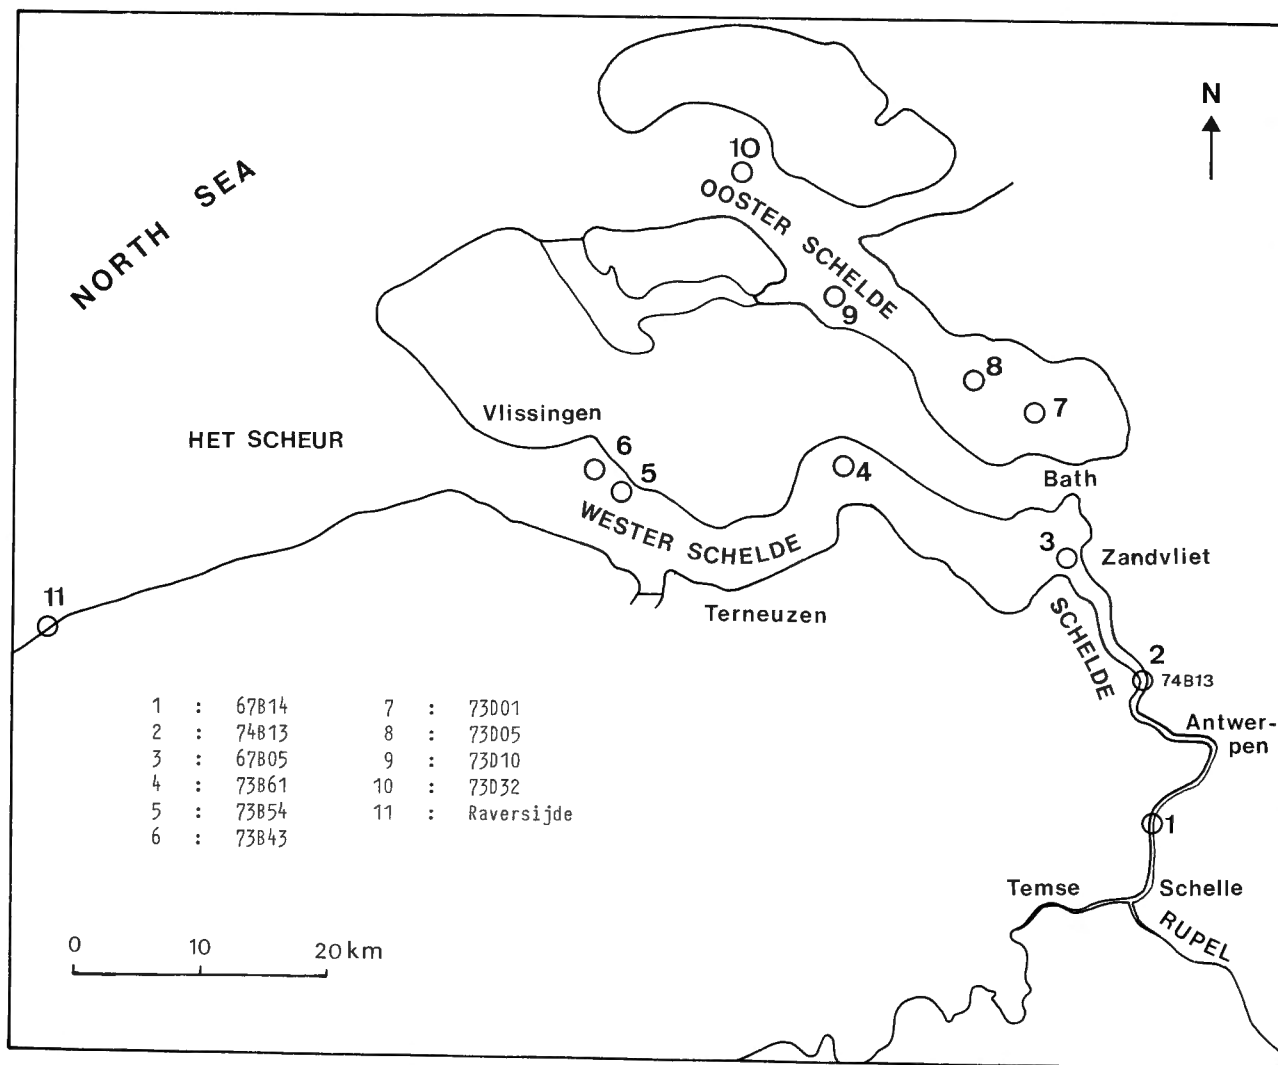 N
10
OOSTER SCHELDE
NORTH SEA
9
8
7
Vlissingen
HET SCHEUR
6
5
4
Bath
WESTER SCHELDE
3
Zandvliet
11
Terneuzen
SCHELDE
2
74B13
Antwer-
pen
1 : 67B14
2 : 74B13
3 : 67B05
4 : 73B61
5 : 73B54
6 : 73B43
7 : 73D01
8 : 73D05
9 : 73D10
10 : 73D32
11 : Raversijde
1
Temse
Schelle
RUPEL
0 10 20 km